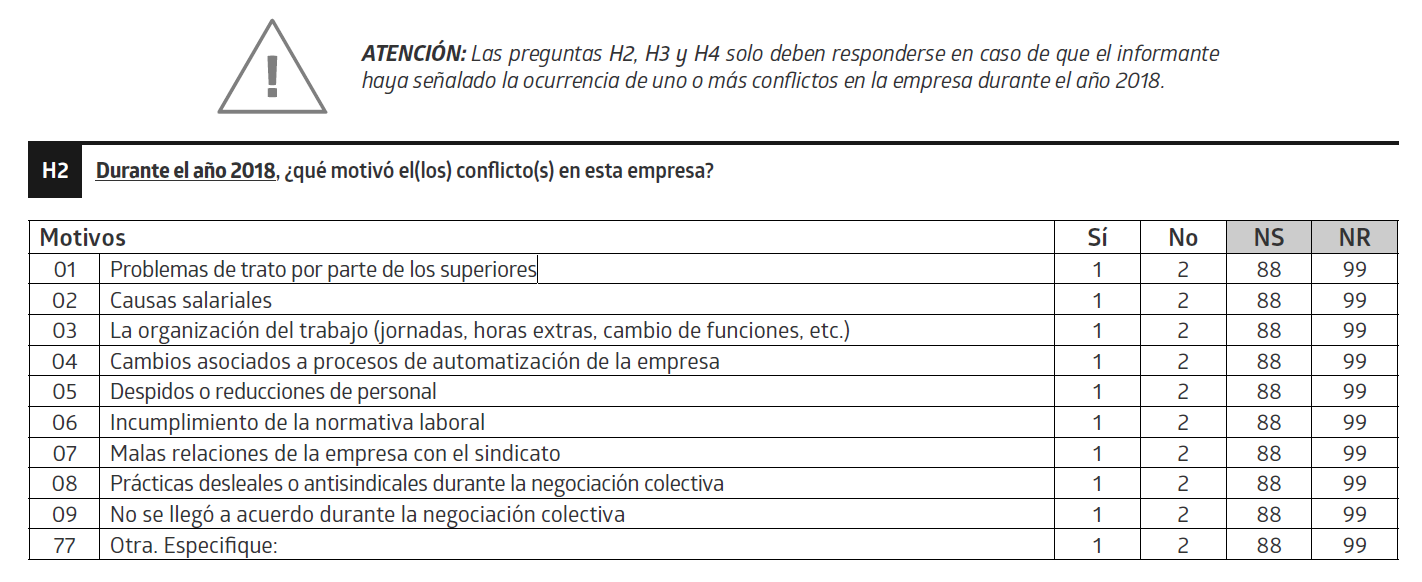 ATENCIÓN: Las preguntas H2, H3 y H4 solo deben responderse en caso de que el informante
haya señalado la ocurrencia de uno o más conflictos en la empresa durante el año 2018.
H2 Durante el año 2018, ¿qué motivó el(los) conflicto(s) en esta empresa?
Motivos Sí No NS NR
01 Problemas de trato por parte de los superiores 1 2 88 99
02 Causas salariales 1 2 88 99
03 La organización del trabajo (jornadas, horas extras, cambio de funciones, etc.) 1 2 88 99
04 Cambios asociados a procesos de automatización de la empresa 1 2 88 99
05 Despidos o reducciones de personal 1 2 88 99
06 Incumplimiento de la normativa laboral 1 2 88 99
07 Malas relaciones de la empresa con el sindicato 1 2 88 99
08 Prácticas desleales o antisindicales durante la negociación colectiva 1 2 88 99
09 No se llegó a acuerdo durante la negociación colectiva 1 2 88 99
77 Otra. Especifique: 1 2 88 99